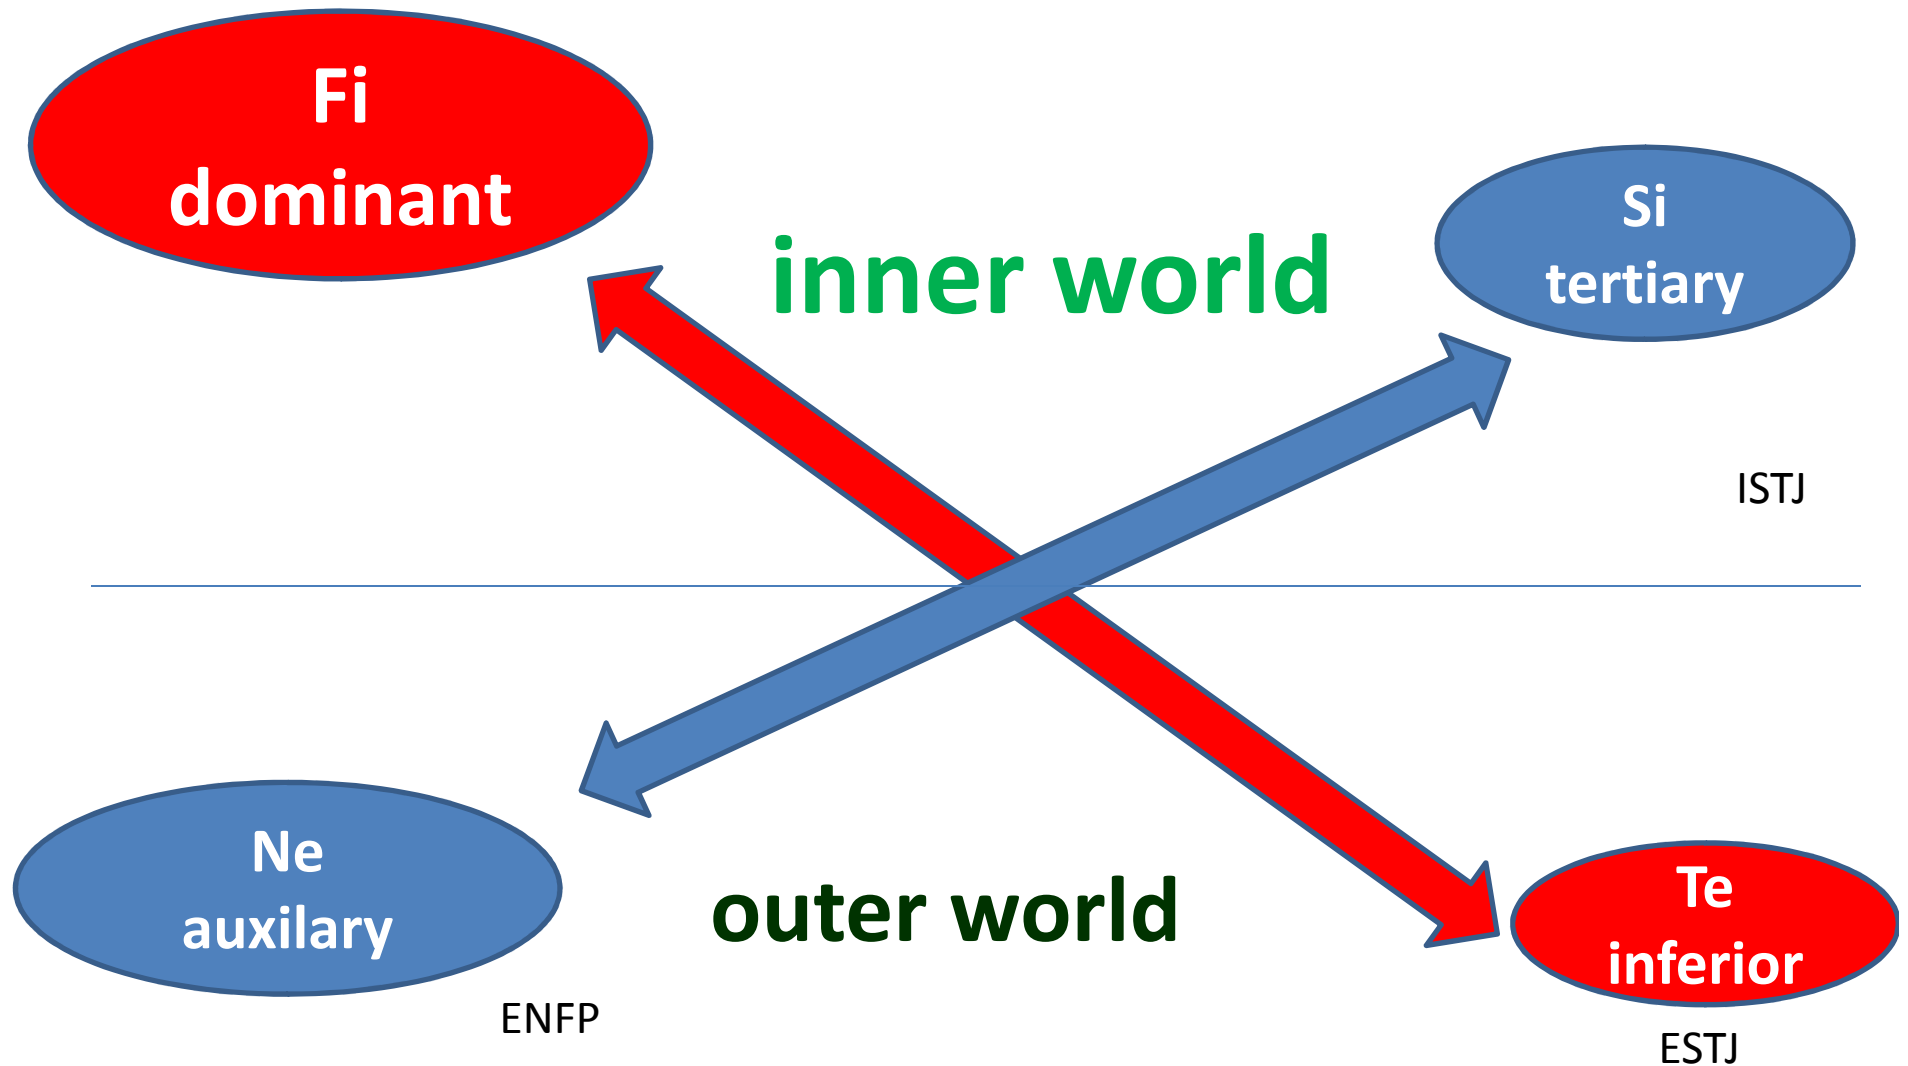 Fi
dominant
inner world
Si
tertiary
ISTJ
Ne
auxilary
outer world
Te
inferior
ENFP
ESTJ